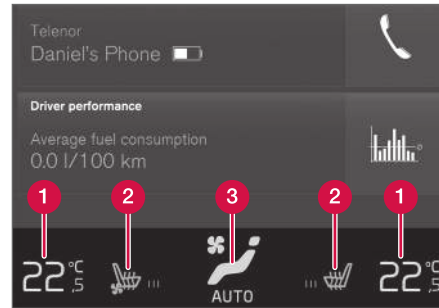 Telenor
Daniel's Phone
Driver performance
Average fuel consumption
0.0 l/100 km
1 2 3 2 1
22°C,5 22°C,5
AUTO